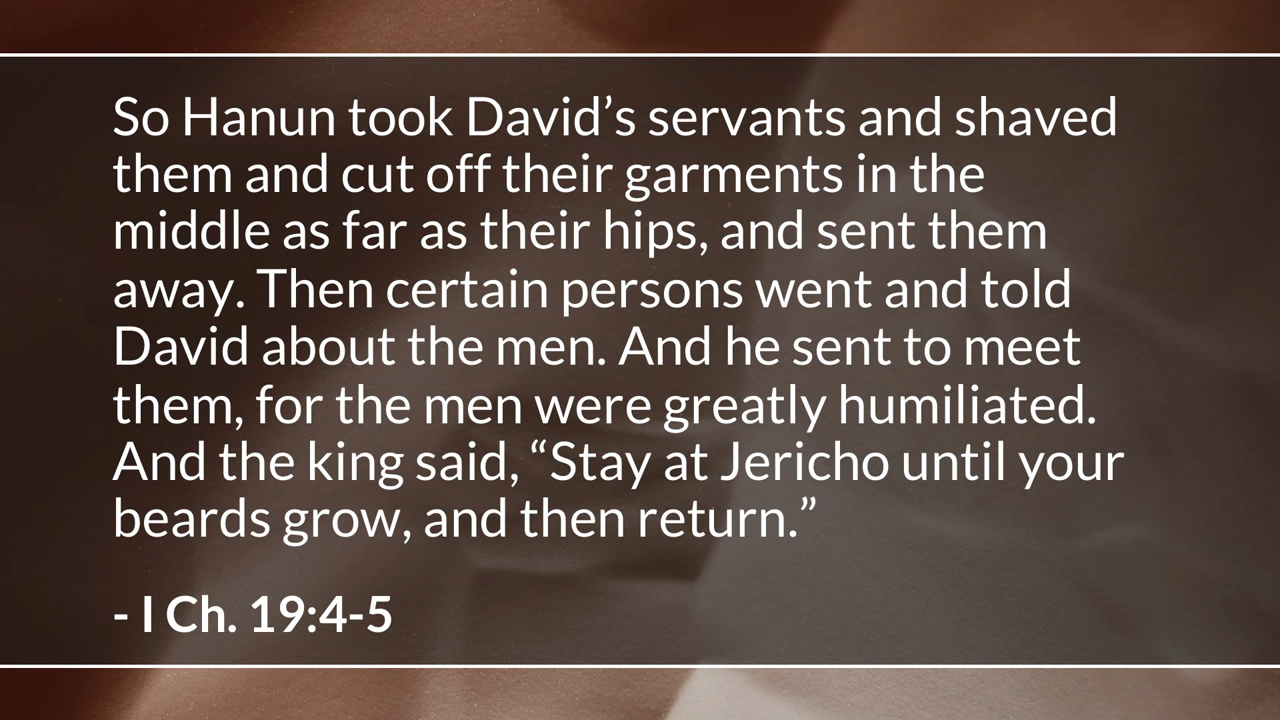 So Hanun took David’s servants and shaved
them and cut off their garments in the
middle as far as their hips, and sent them
away. Then certain persons went and told
David about the men. And he sent to meet
them, for the men were greatly humiliated.
And the king said, “Stay at Jericho until your
beards grow, and then return.”
- I Ch. 19:4-5